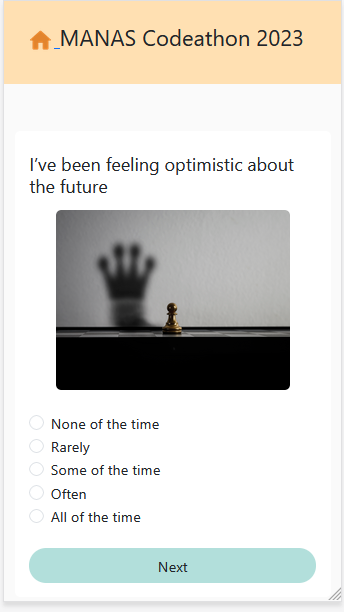 MANAS Codeathon 2023
I've been feeling optimistic about
the future
None of the time
Rarely
Some of the time
Often
All of the time
Next